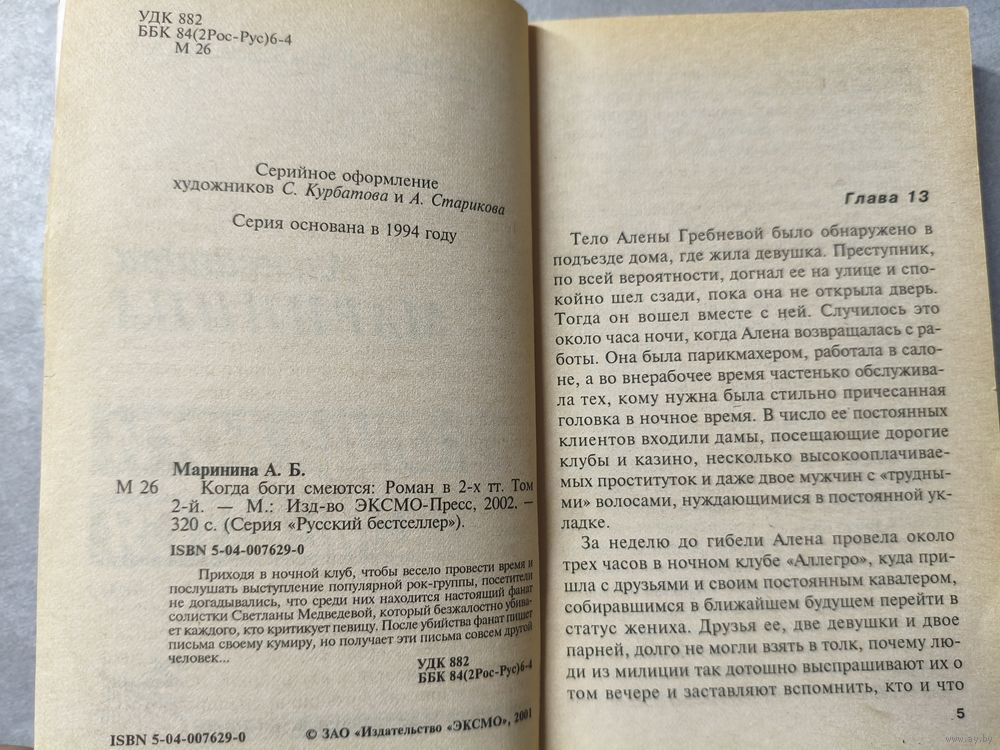 УДК 882
ББК 84(2Рос-Рус)6-4
М 26
Серийное оформление
художников С. Курбатова и А. Старикова
Серия основана в 1994 году
Маринина А. Б.
М 26 Когда боги смеются: Роман в 2-х тт. Том
2-й. — М.: Изд-во ЭКСМО-Пресс, 2002. —
320 с. (Серия «Русский бестселлер»).
ISBN 5-04-007629-0
Приходя в ночной клуб, чтобы весело провести время и
послушать выступление популярной рок-группы, посетители
не догадывались, что среди них находится настоящий фанат
солистки Светланы Медведевой, который безжалостно убива-
ет каждого, кто критикует певицу. После убийства фанат пишет
письма своему кумиру, но получает эти письма совсем другой
человек...
УДК 882
ББК 84(2Рос-Рус)6-4
ISBN 5-04-007629-0
© ЗАО «Издательство «ЭКСМО», 2001
Глава 13
Тело Алены Гребневой было обнаружено в
подъезде дома, где жила девушка. Преступник,
по всей вероятности, догнал ее на улице и спо-
койно шел сзади, пока она не открыла дверь.
Тогда он вошел вместе с ней. Случилось это
около часа ночи, когда Алена возвращалась с ра-
боты. Она была парикмахером, работала в сало-
не, а во внерабочее время частенько обслужива-
ла тех, кому нужна была стильно причесанная
головка в ночное время. В число ее постоянных
клиентов входили дамы, посещающие дорогие
клубы и казино, несколько высокооплачивае-
мых проституток и даже двое мужчин с «трудны-
ми» волосами, нуждающимися в постоянной ук-
ладке.
За неделю до гибели Алена провела около
трех часов в ночном клубе «Аллегро», куда при-
шла с друзьями и своим постоянным кавалером,
собиравшимся в ближайшем будущем перейти в
статус жениха. Друзья ее, две девушки и двое
парней, долго не могли взять в толк, почему лю-
ди из милиции так дотошно выспрашивают их о
том вечере и заставляют вспомнить, кто и что
5
www.ay.by